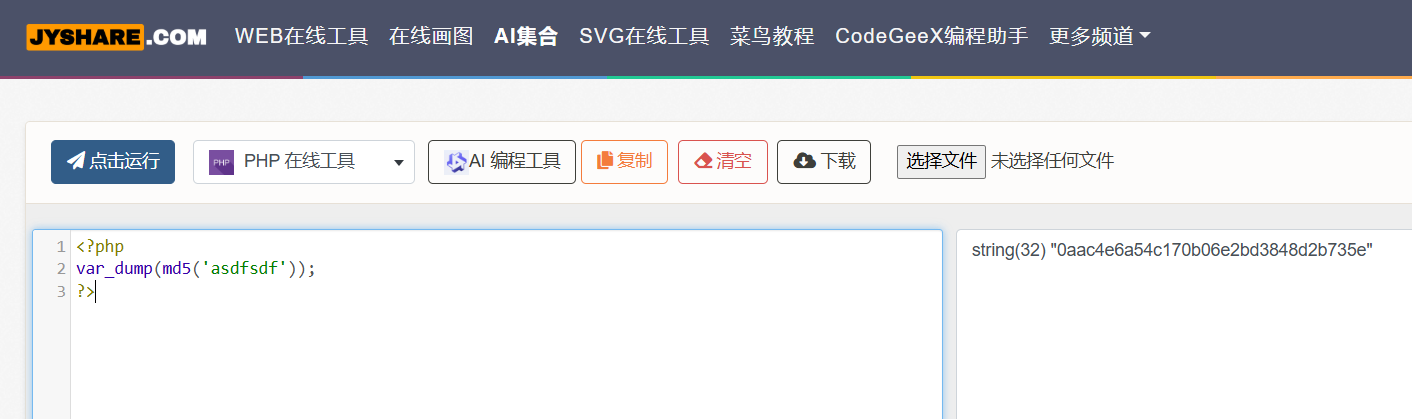 JYSHARE.COM WEB在线工具 在线画图 AI集合 SVG在线工具 菜鸟教程 CodeGeeX编程助手 更多频道
点击运行 PHP PHP 在线工具 AI 编程工具 复制 清空 下载 选择文件 未选择任何文件
1 <?php
2 var_dump(md5('asdfsdf'));
3 ?>
string(32) "0aac4e6a54c170b06e2bd3848d2b735e"